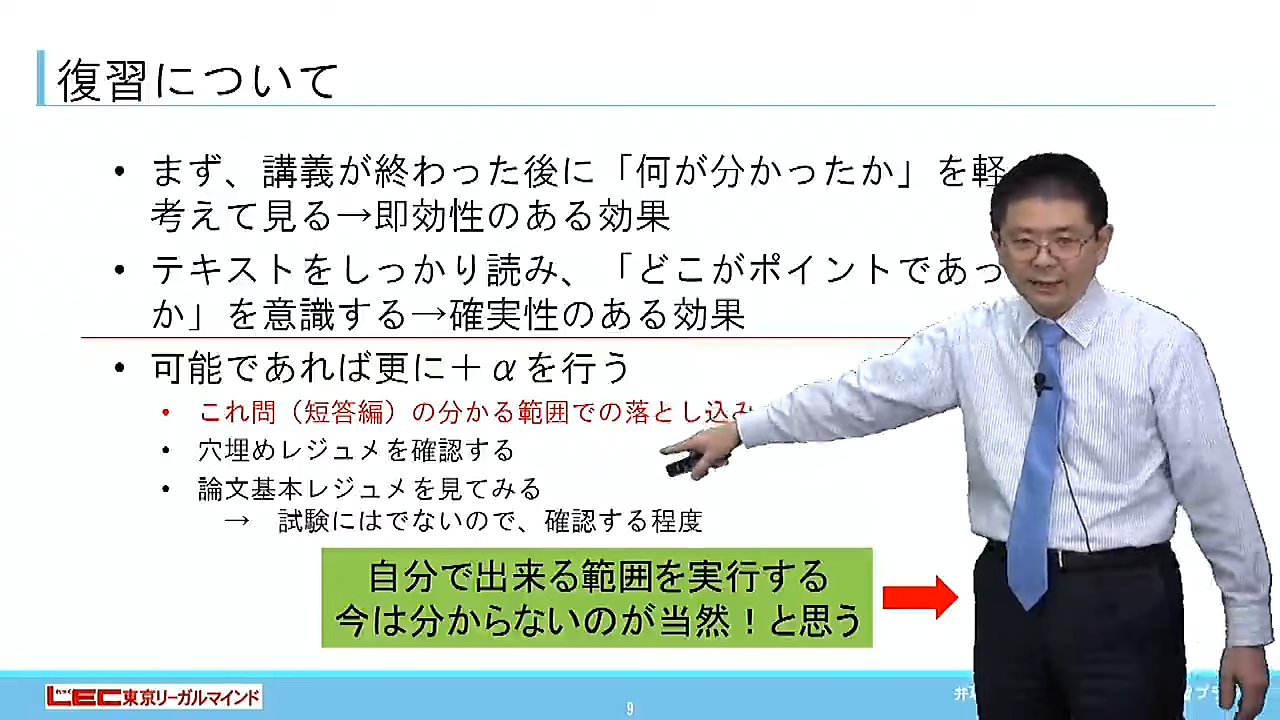 復習について
• まず、講義が終わった後に「何が分かったか」を軽
考えて見る→即効性のある効果
• テキストをしっかり読み、「どこがポイントであっ
か」を意識する→確実性のある効果
• 可能であれば更に＋αを行う
• これ問（短答編）の分かる範囲での落とし込み
• 穴埋めレジュメを確認する
• 論文基本レジュメを見てみる
→ 試験にはでないので、確認する程度
自分で出来る範囲を実行する
今は分からないのが当然！と思う
LEC東京リーガルマインド
9